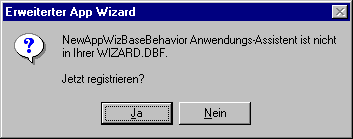 Erweiterter App Wizard
NewAppWizBaseBehavior Anwendungs-Assistent ist nicht
in Ihrer WIZARD.DBF.
Jetzt registrieren?
Ja
Nein